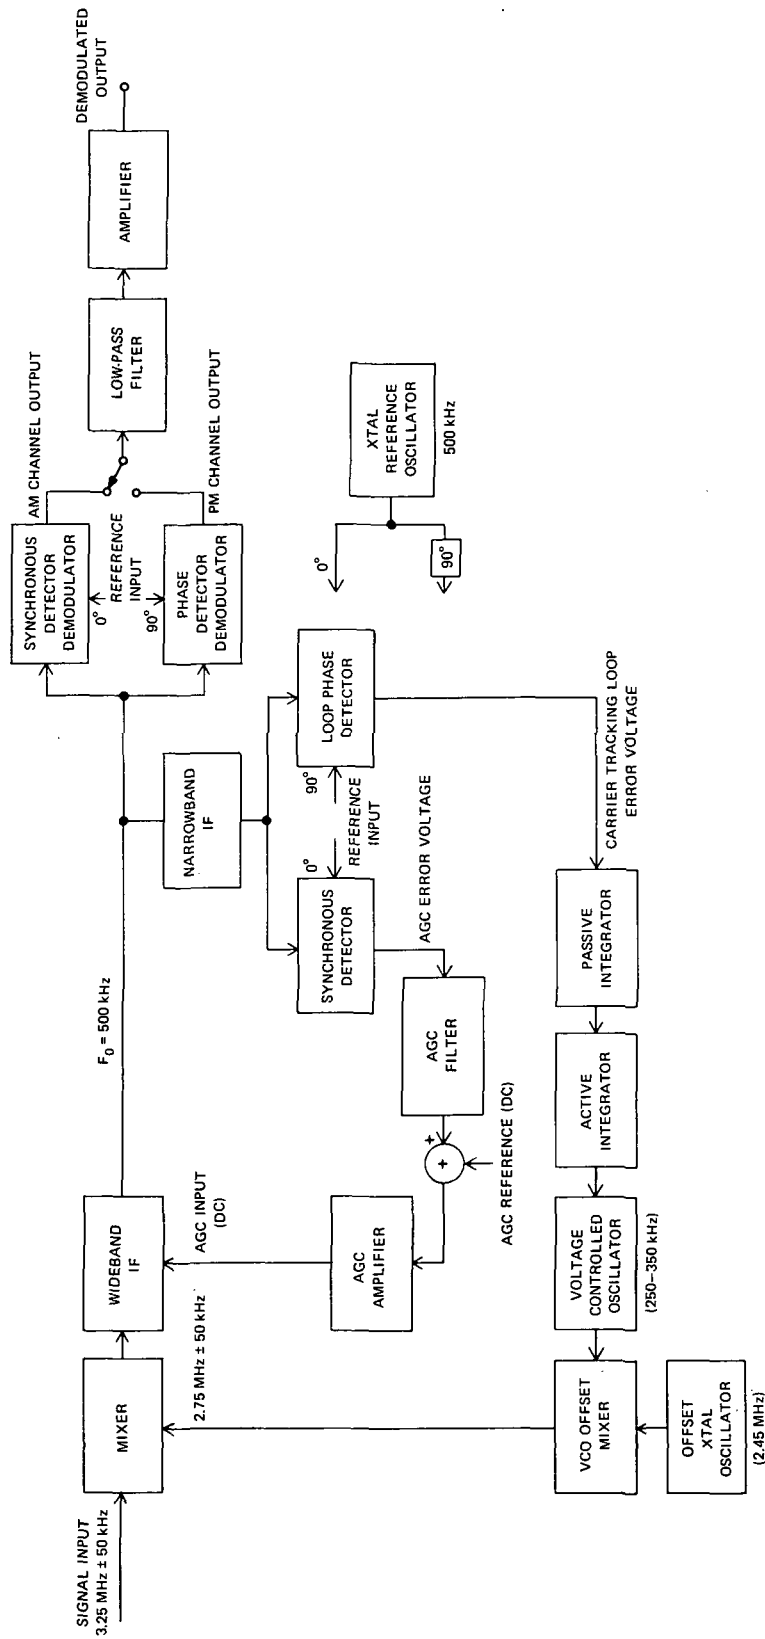 SIGNAL INPUT
3.25 MHz ± 50 kHz
MIXER
WIDEBAND
IF
F0 = 500 kHz
SYNCHRONOUS
DETECTOR
DEMODULATOR
AM CHANNEL OUTPUT
0°
REFERENCE
INPUT
90°
PHASE
DETECTOR
DEMODULATOR
PM CHANNEL OUTPUT
LOW-PASS
FILTER
AMPLIFIER
DEMODULATED
OUTPUT
2.75 MHz ± 50 kHz
AGC INPUT
(DC)
NARROWBAND
IF
AGC
AMPLIFIER
SYNCHRONOUS
DETECTOR
0°
REFERENCE
INPUT
90°
LOOP PHASE
DETECTOR
0°
90°
XTAL
REFERENCE
OSCILLATOR
500 kHz
AGC ERROR VOLTAGE
AGC
FILTER
+
+
AGC REFERENCE (DC)
VCO OFFSET
MIXER
VOLTAGE
CONTROLLED
OSCILLATOR
(250–350 kHz)
ACTIVE
INTEGRATOR
PASSIVE
INTEGRATOR
CARRIER TRACKING LOOP
ERROR VOLTAGE
OFFSET
XTAL
OSCILLATOR
(2.45 MHz)